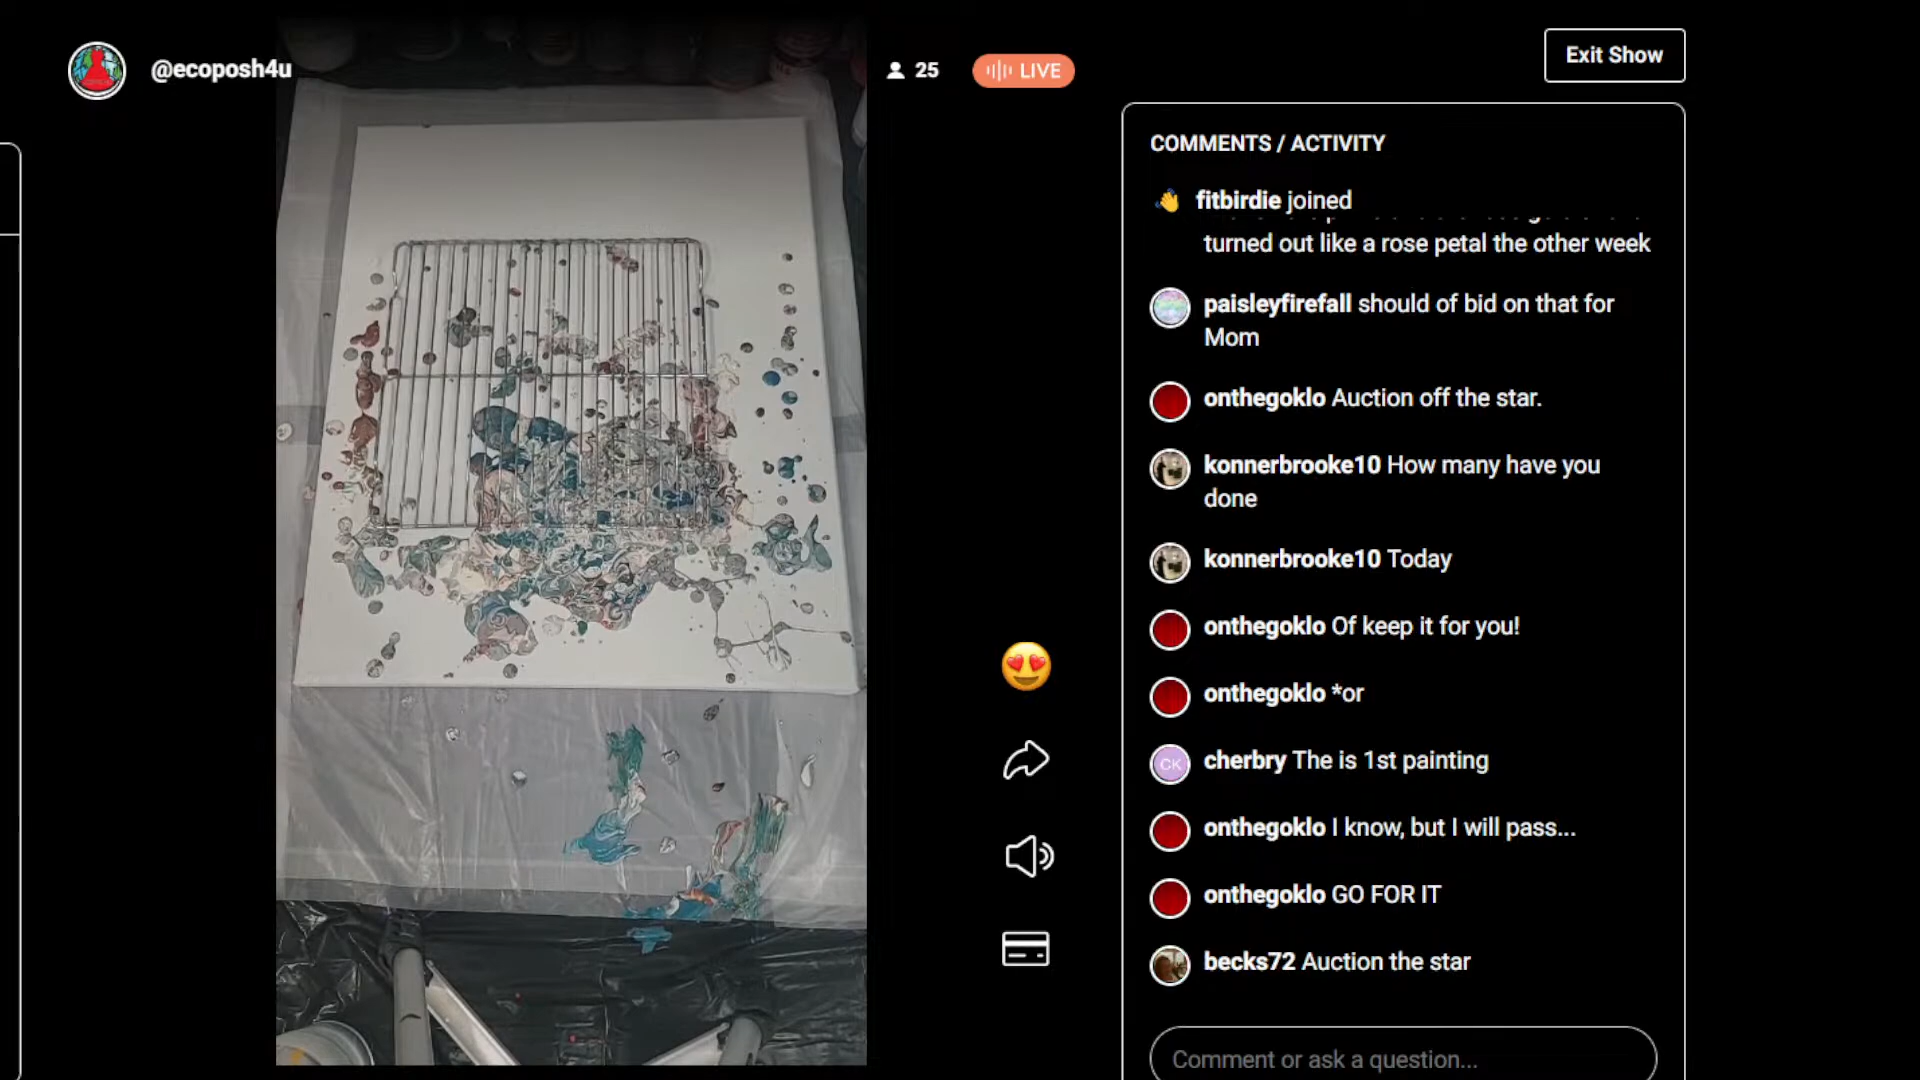 @ecoposh4u
25
LIVE
Exit Show
COMMENTS / ACTIVITY
fitbirdie joined
turned out like a rose petal the other week
paisleyfirefall should of bid on that for
Mom
onthegoklo Auction off the star.
konnerbrooke10 How many have you
done
konnerbrooke10 Today
onthegoklo Of keep it for you!
onthegoklo *or
CK
cherbry The is 1st painting
onthegoklo I know, but I will pass...
onthegoklo GO FOR IT
becks72 Auction the star
Comment or ask a question...